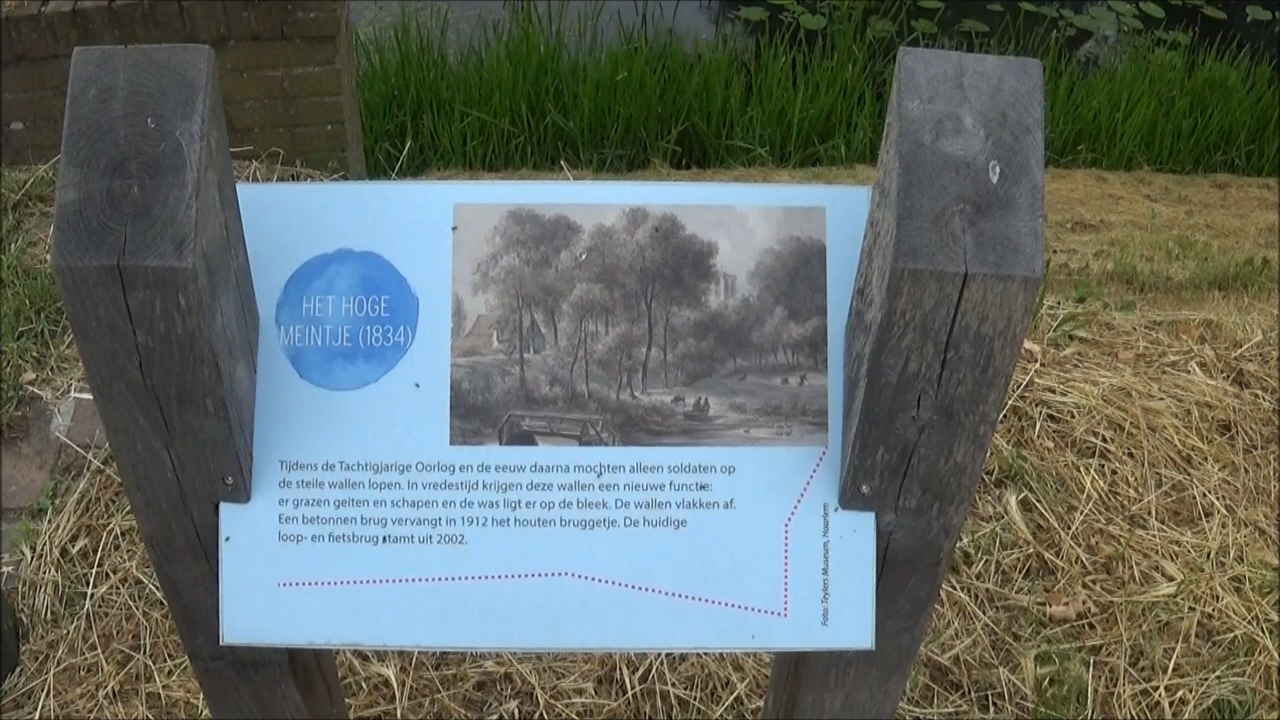 HET HOGE
MEINTJE (1834)
Tijdens de Tachtigjarige Oorlog en de eeuw daarna mochten alleen soldaten op
de steile wallen lopen. In vredestijd krijgen deze wallen een nieuwe functie:
er grazen geiten en schapen en de was ligt er op de bleek. De wallen vlakken af.
Een betonnen brug vervangt in 1912 het houten bruggetje. De huidige
loop- en fietsbrug stamt uit 2002.
Foto: Teylers Museum, Haarlem